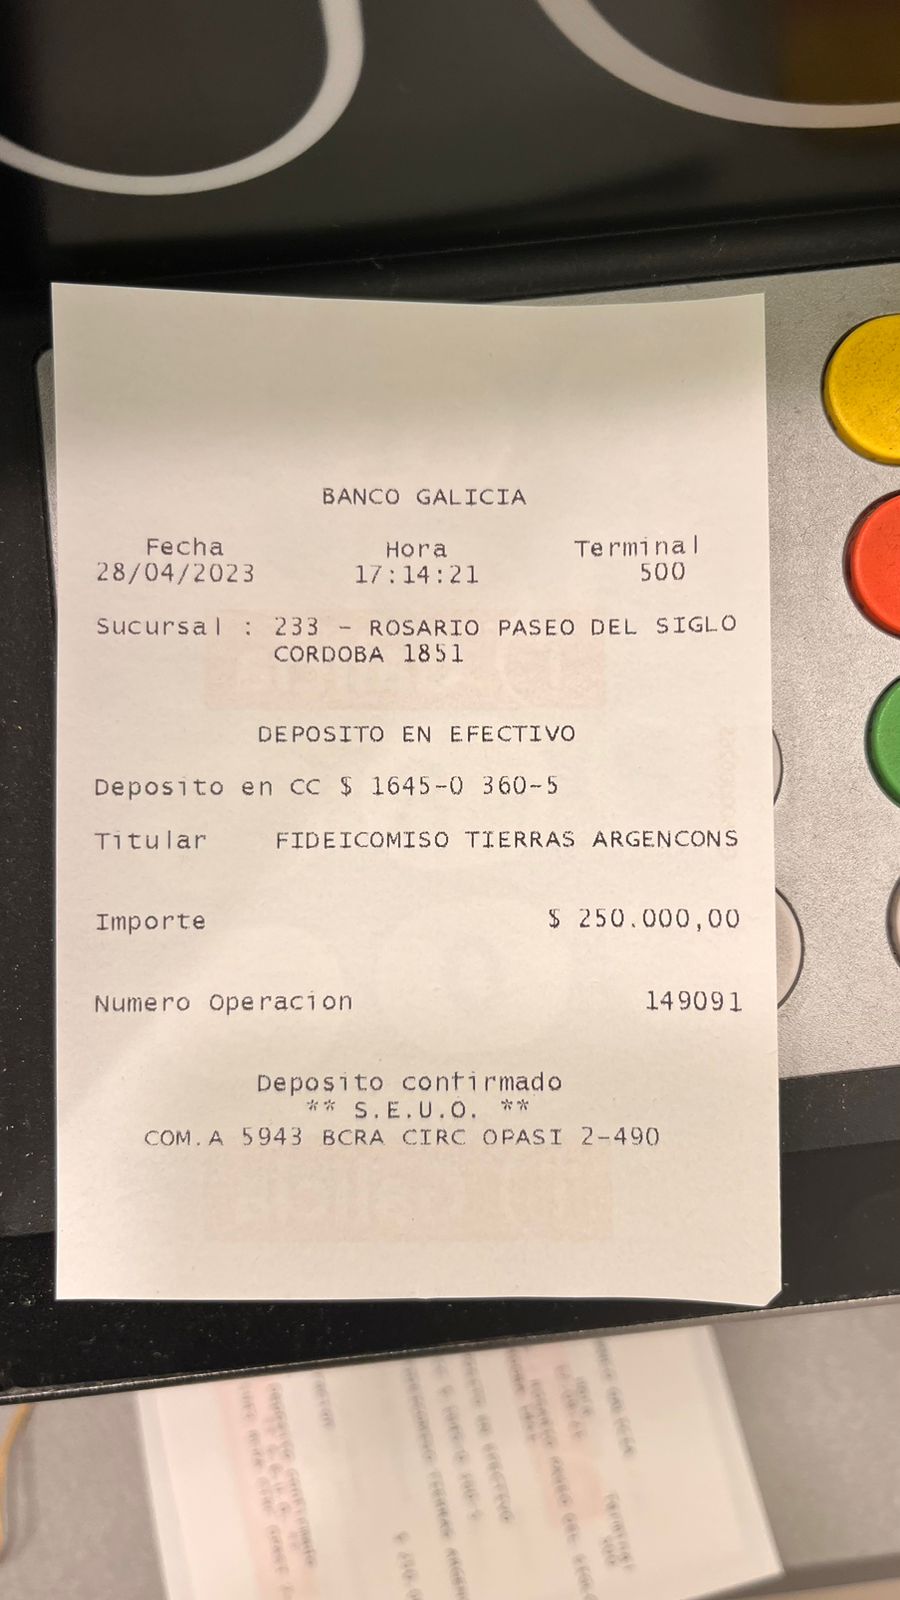 BANCO GALICIA
Fecha Hora Terminal
28/04/2023 17:14:21 500
Sucursal : 233 - ROSARIO PASEO DEL SIGLO
CORDOBA 1851
DEPOSITO EN EFECTIVO
Deposito en CC $ 1645-0 360-5
Titular FIDEICOMISO TIERRAS ARGENCONS
Importe $ 250.000,00
Numero Operacion 149091
Deposito confirmado
** S.E.U.O. **
COM.A 5943 BCRA CIRC OPASI 2-490